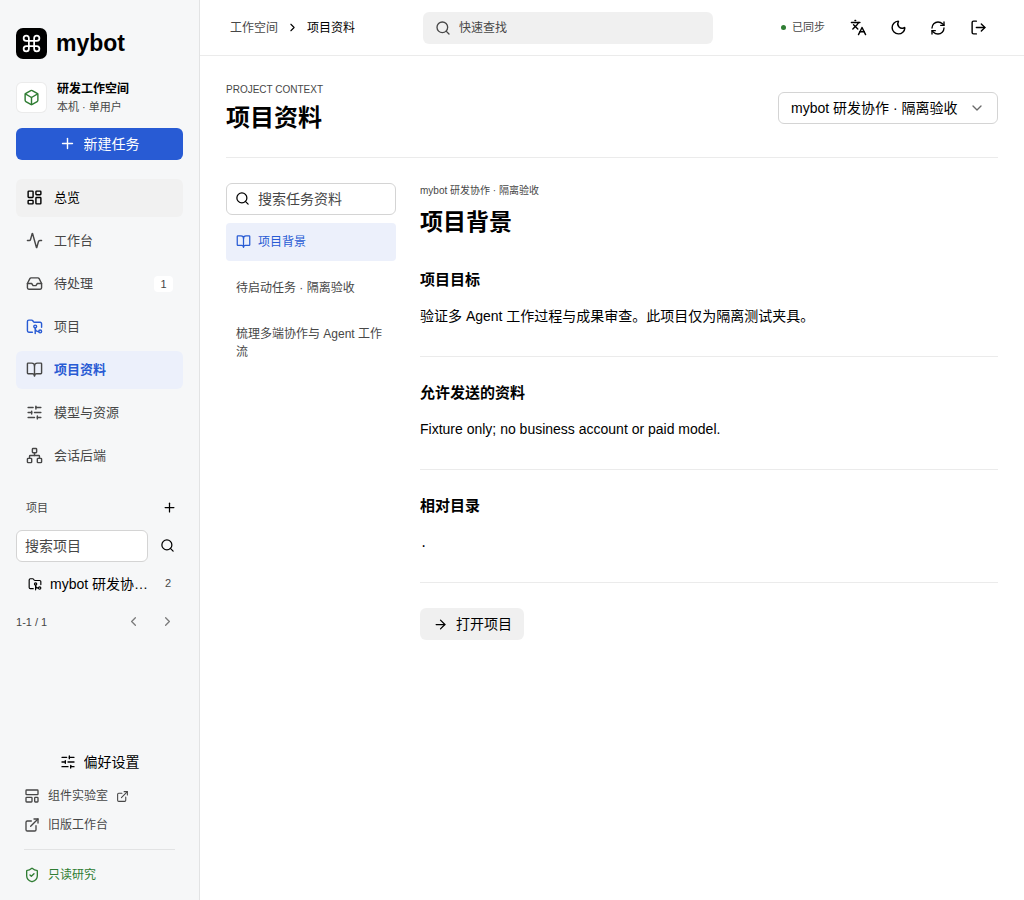 mybot
研发工作空间
本机 · 单用户
新建任务
总览
工作台
待处理
1
项目
项目资料
模型与资源
会话后端
项目
搜索项目
mybot 研发协…
2
1-1 / 1
偏好设置
组件实验室
旧版工作台
只读研究
工作空间
项目资料
快速查找
已同步
PROJECT CONTEXT
项目资料
mybot 研发协作 · 隔离验收
搜索任务资料
项目背景
待启动任务 · 隔离验收
梳理多端协作与 Agent 工作
流
mybot 研发协作 · 隔离验收
项目背景
项目目标
验证多 Agent 工作过程与成果审查。此项目仅为隔离测试夹具。
允许发送的资料
Fixture only; no business account or paid model.
相对目录
.
打开项目